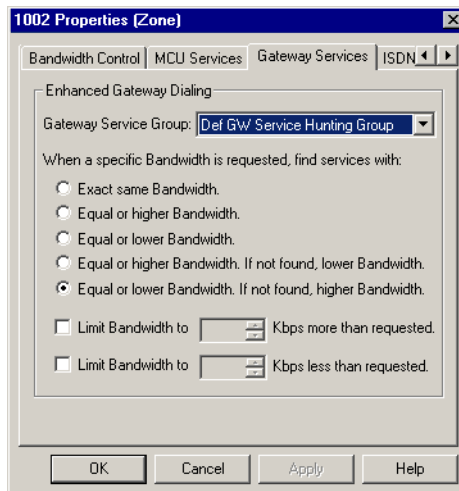 1002 Properties (Zone)
Bandwidth Control MCU Services Gateway Services ISDN
Enhanced Gateway Dialing
Gateway Service Group: Def GW Service Hunting Group
When a specific Bandwidth is requested, find services with:
Exact same Bandwidth.
Equal or higher Bandwidth.
Equal or lower Bandwidth.
Equal or higher Bandwidth. If not found, lower Bandwidth.
Equal or lower Bandwidth. If not found, higher Bandwidth.
Limit Bandwidth to Kbps more than requested.
Limit Bandwidth to Kbps less than requested.
OK Cancel Apply Help